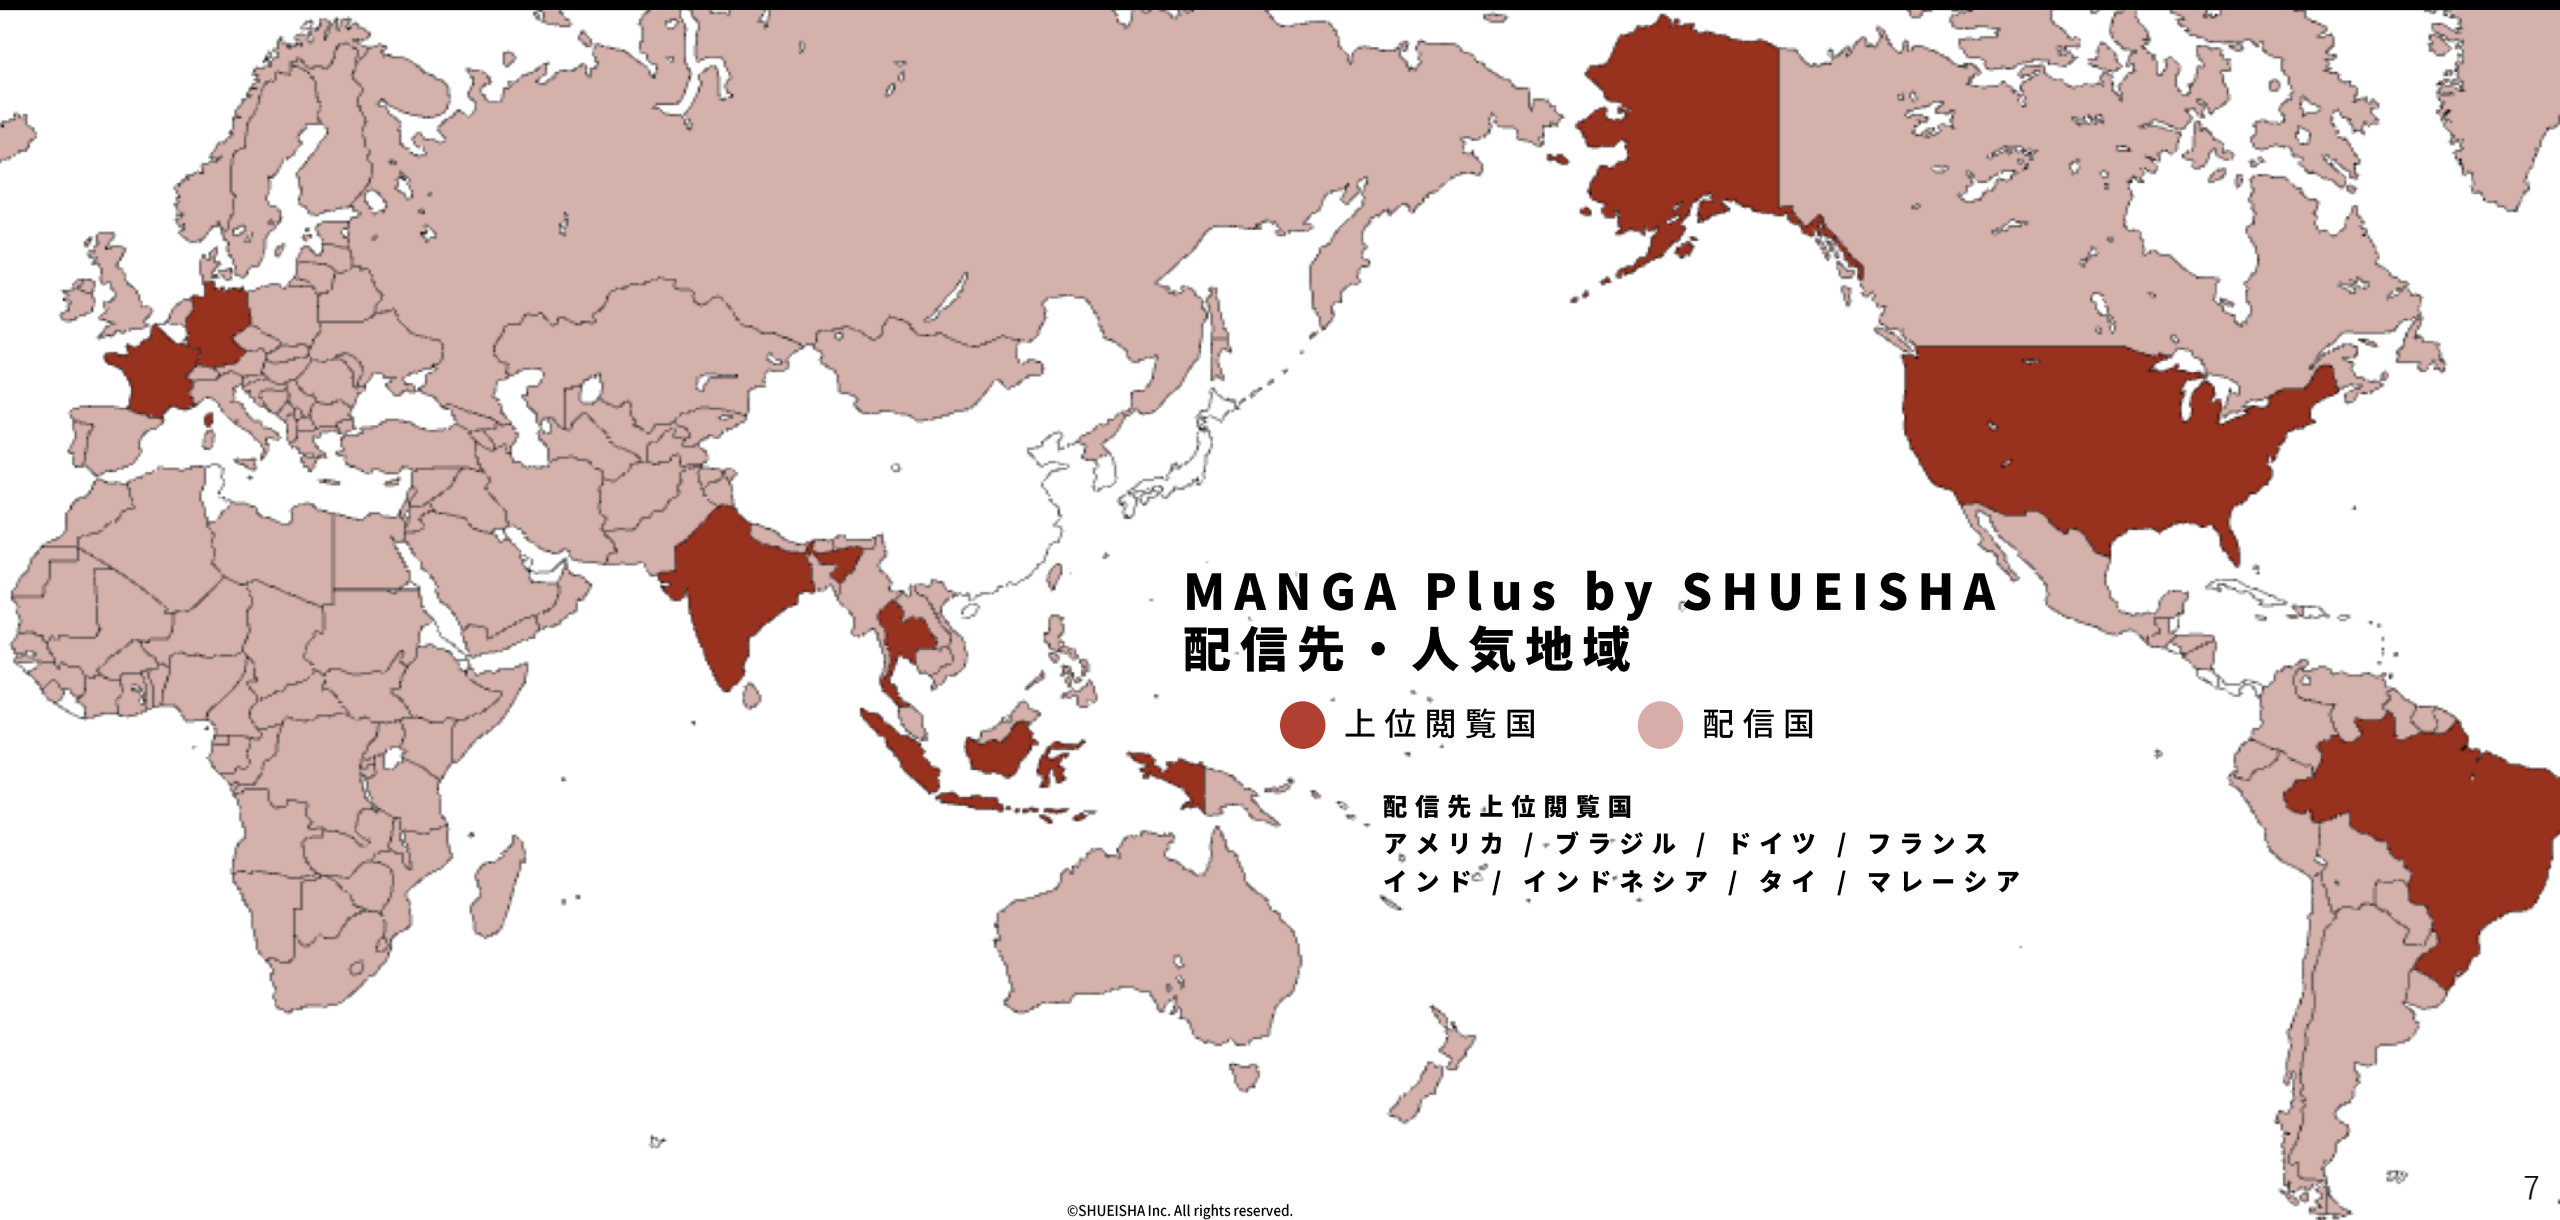 MANGA Plus by SHUEISHA
配信先・人気地域
上位閲覧国
配信国
配信先上位閲覧国
アメリカ / ブラジル / ドイツ / フランス
インド / インドネシア / タイ / マレーシア
©SHUEISHA Inc. All rights reserved.
7